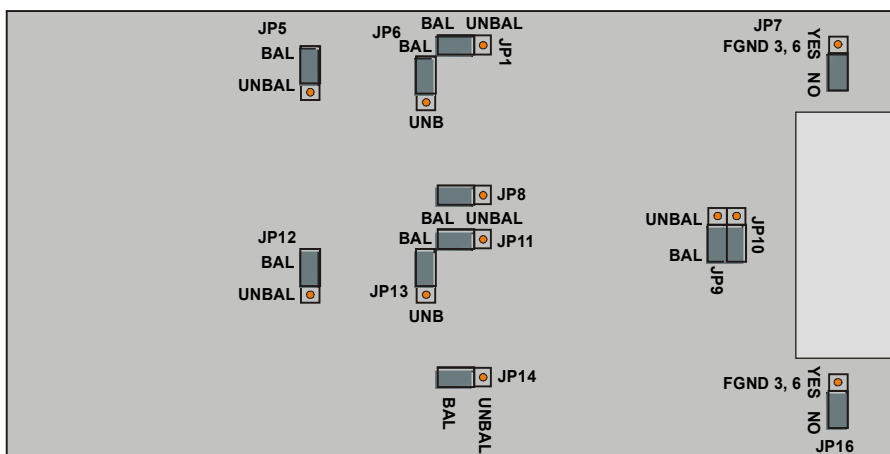 BAL UNBAL
JP5
JP6
JP7
BAL
BAL
JP1
FGND 3, 6
YES
NO
UNBAL
UNB
JP8
BAL UNBAL
JP12
BAL
JP11
UNBAL
JP10
BAL
BAL
JP9
UNBAL
JP13
UNB
JP14
BAL
UNBAL
FGND 3, 6
YES
NO
JP16